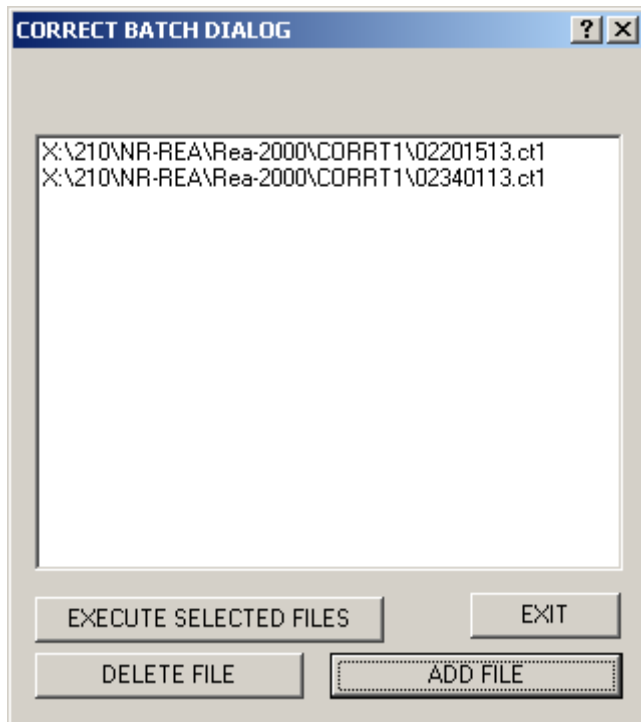 CORRECT BATCH DIALOG
X:\210\NR-REA\Rea-2000\CORRT1\02201513.ct1
X:\210\NR-REA\Rea-2000\CORRT1\02340113.ct1
EXECUTE SELECTED FILES
EXIT
DELETE FILE
ADD FILE